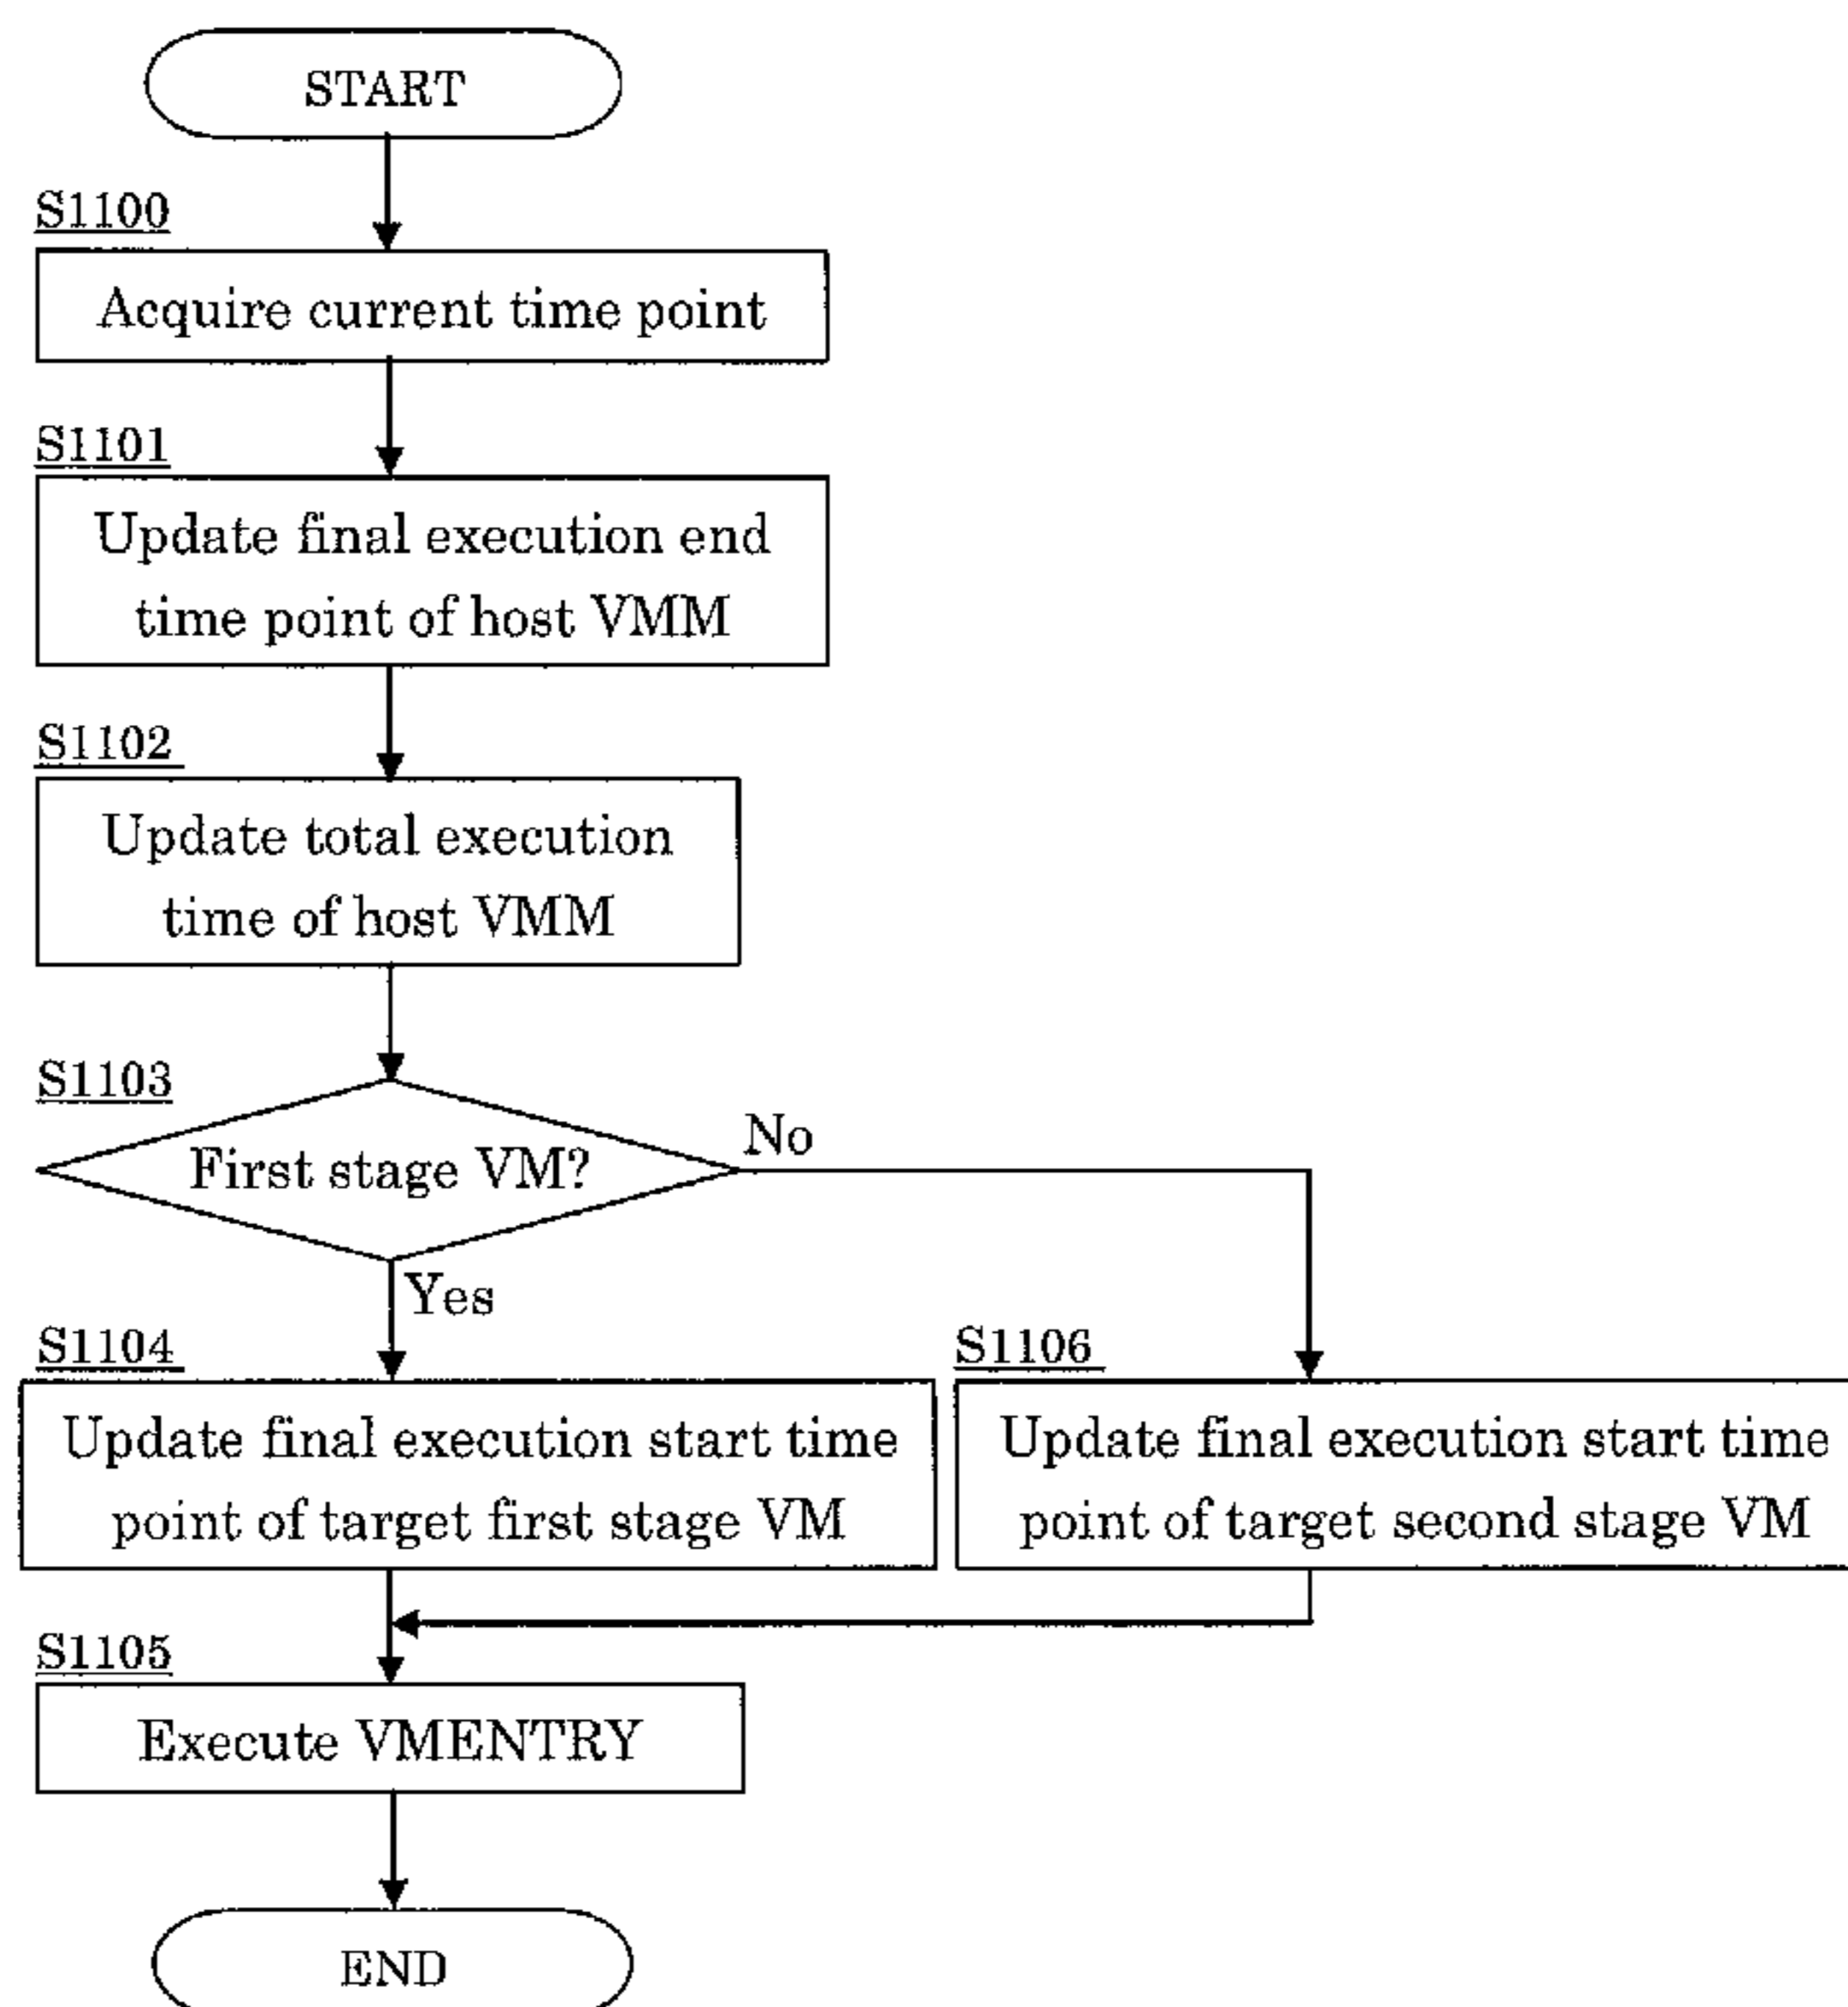 START
S1100
Acquire current time point
S1101
Update final execution end
time point of host VMM
S1102
Update total execution
time of host VMM
S1103
First stage VM?
No
Yes
S1104
Update final execution start time
point of target first stage VM
S1106
Update final execution start time
point of target second stage VM
S1105
Execute VMENTRY
END